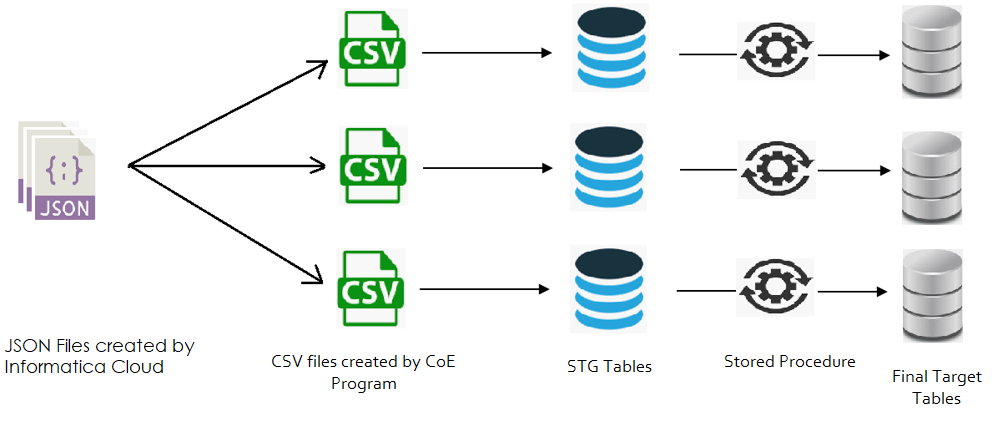 CSV
CSV
{;}
JSON
CSV
JSON Files created by
Informatica Cloud
CSV files created by CoE
Program
STG Tables
Stored Procedure
Final Target
Tables